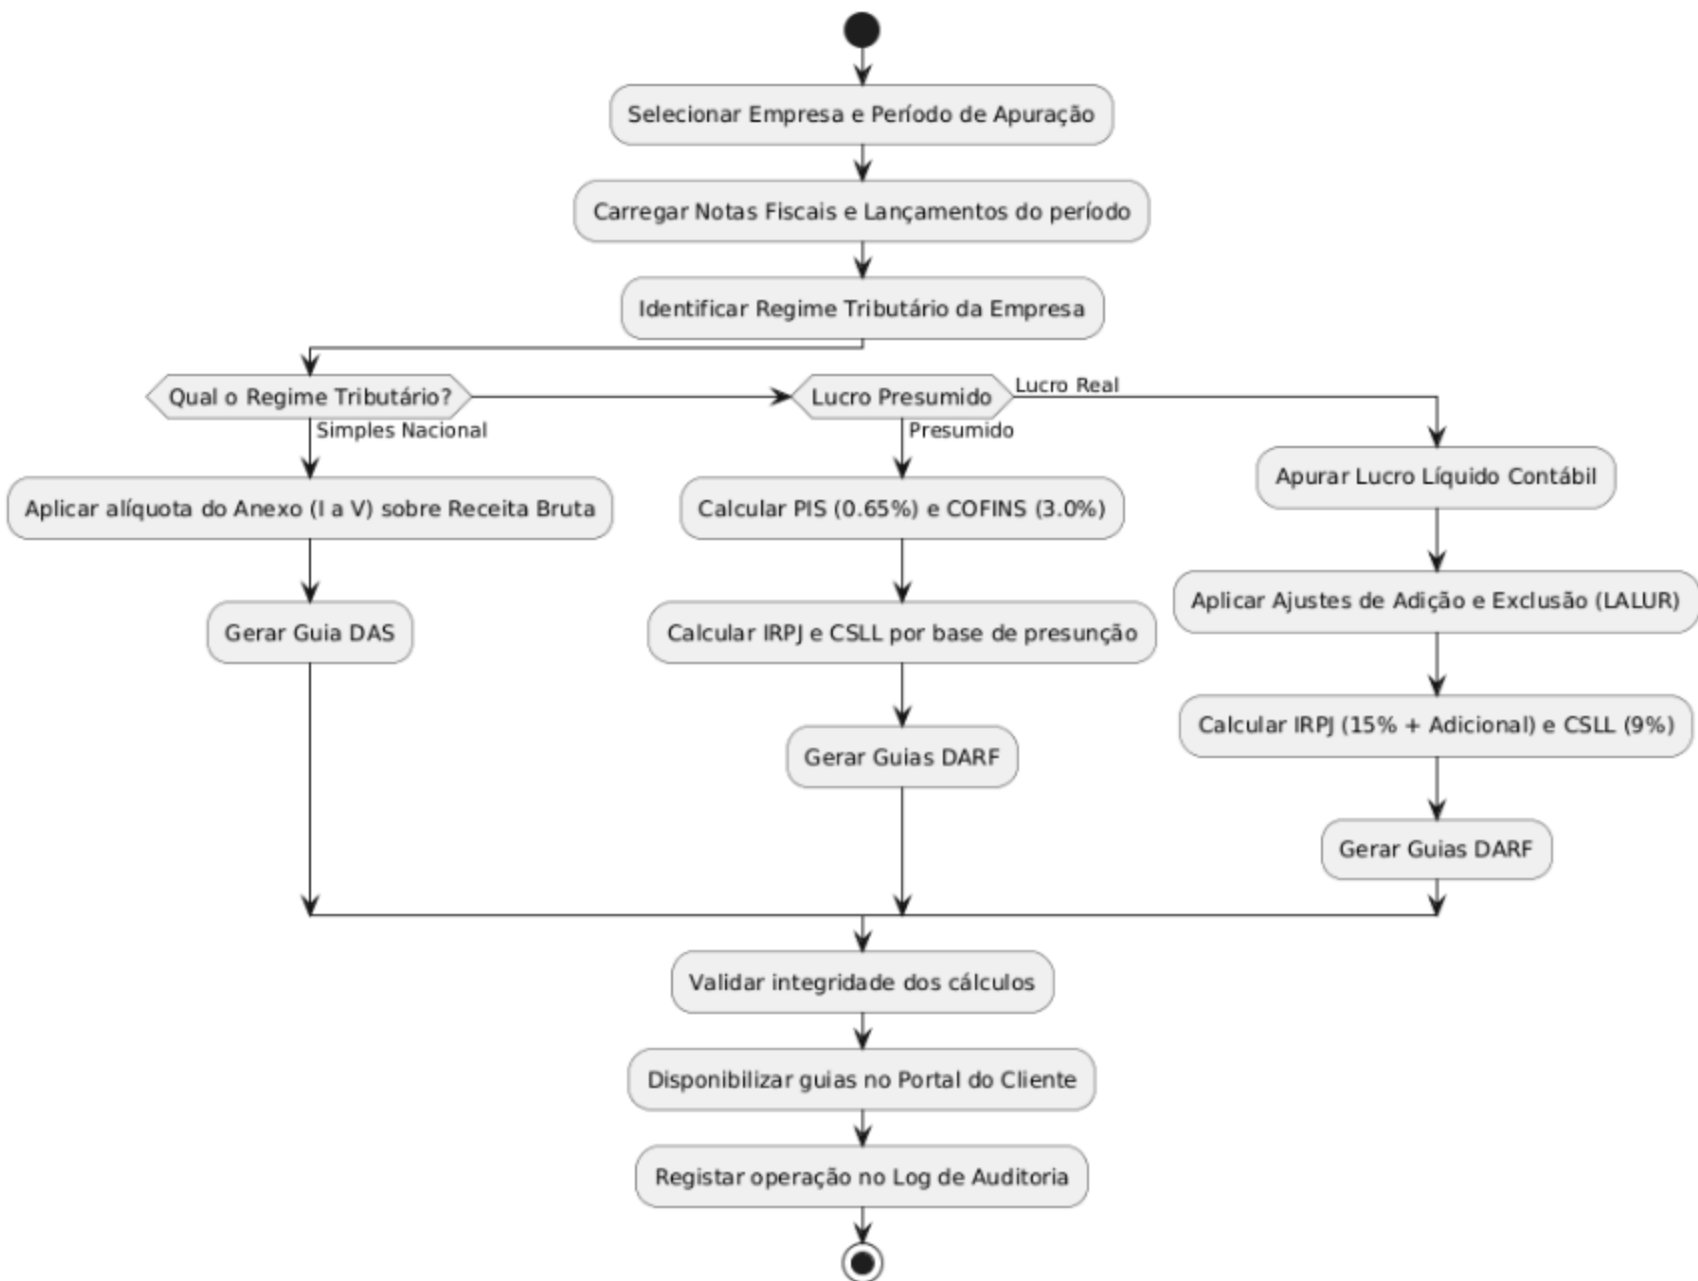 Selecionar Empresa e Período de Apuração
Carregar Notas Fiscais e Lançamentos do período
Identificar Regime Tributário da Empresa
Qual o Regime Tributário?
Simples Nacional
Aplicar alíquota do Anexo (I a V) sobre Receita Bruta
Gerar Guia DAS
Lucro Presumido
Presumido
Calcular PIS (0.65%) e COFINS (3.0%)
Calcular IRPJ e CSLL por base de presunção
Gerar Guias DARF
Lucro Real
Apurar Lucro Líquido Contábil
Aplicar Ajustes de Adição e Exclusão (LALUR)
Calcular IRPJ (15% + Adicional) e CSLL (9%)
Gerar Guias DARF
Validar integridade dos cálculos
Disponibilizar guias no Portal do Cliente
Registar operação no Log de Auditoria